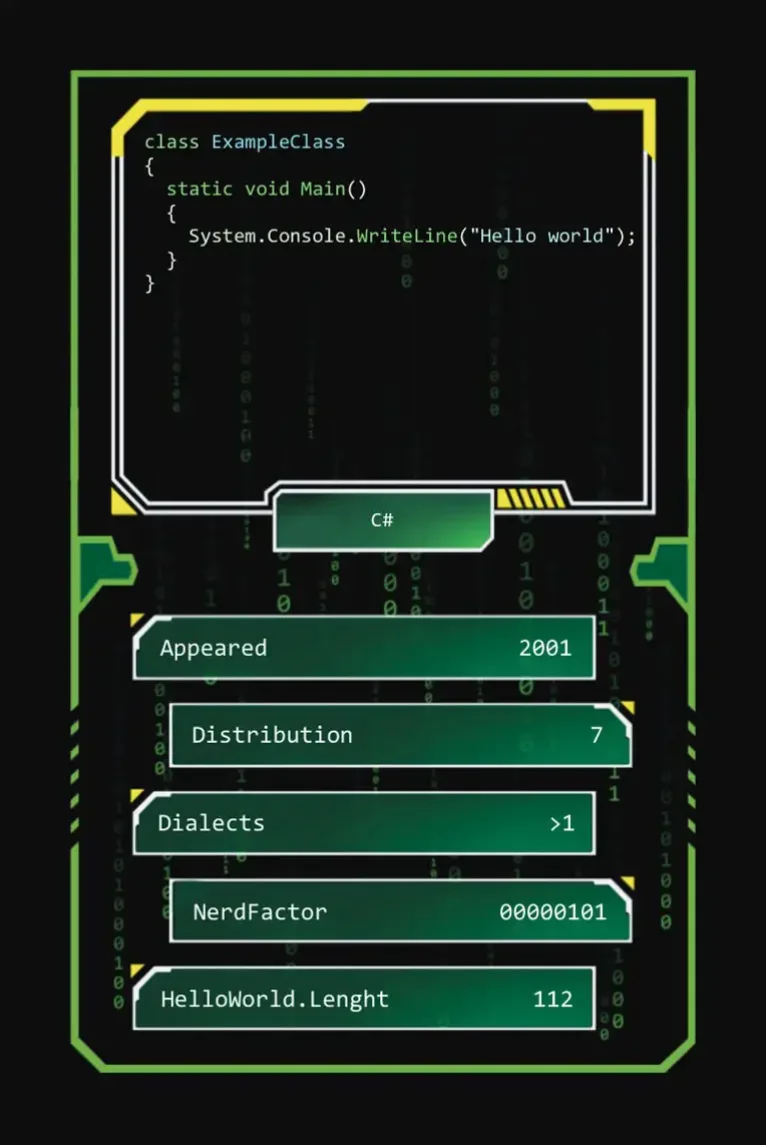 class ExampleClass
{
  static void Main()
  {
    System.Console.WriteLine("Hello world");
  }
}
C#
Appeared 2001
Distribution 7
Dialects >1
NerdFactor 00000101
HelloWorld.Lenght 112